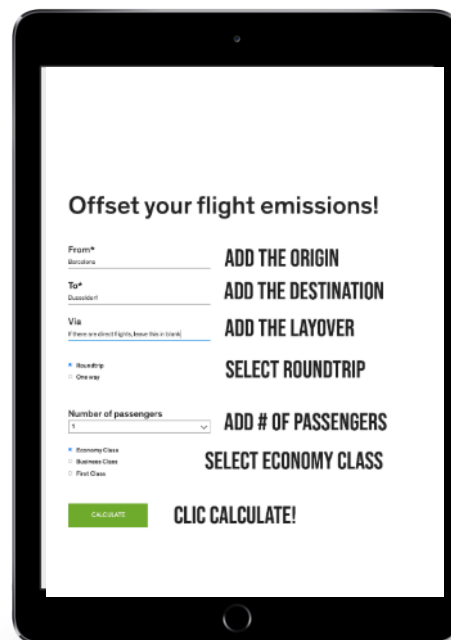 Offset your flight emissions!
From*
ADD THE ORIGIN
Barcelona
To*
ADD THE DESTINATION
Dusseldorf
Via
ADD THE LAYOVER
If there are direct flights, leave this in blank
Roundtrip
SELECT ROUNDTRIP
One way
Number of passengers
ADD # OF PASSENGERS
1
Economy Class
SELECT ECONOMY CLASS
Business Class
First Class
CALCULATE
CLIC CALCULATE!